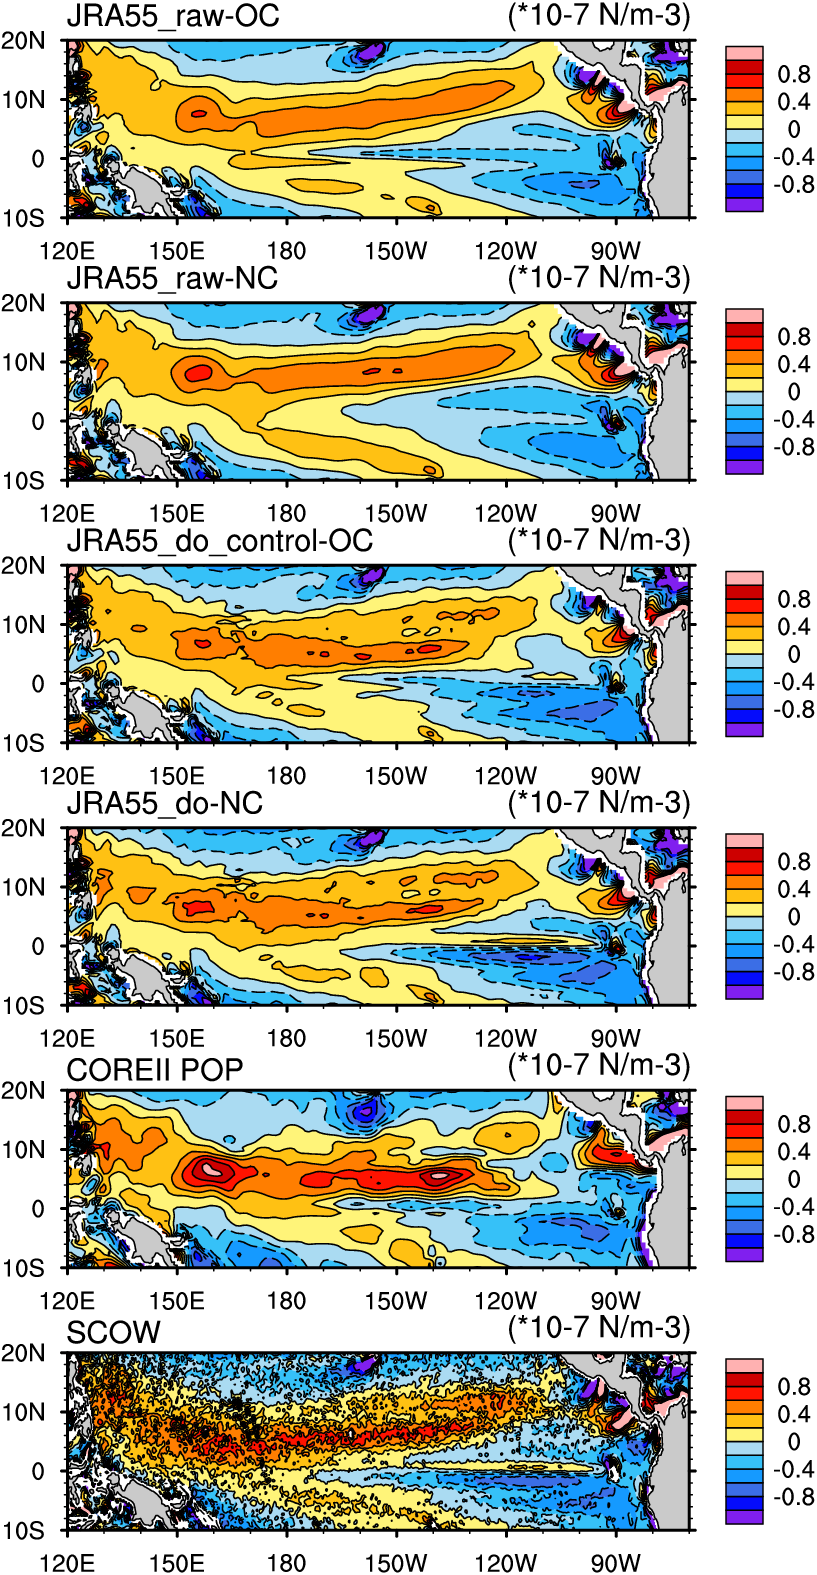 JRA55_raw-OC (*10-7 N/m-3)
20N
10N
0
10S
120E 150E 180 150W 120W 90W
0.8
0.4
0
-0.4
-0.8
JRA55_raw-NC (*10-7 N/m-3)
20N
10N
0
10S
120E 150E 180 150W 120W 90W
0.8
0.4
0
-0.4
-0.8
JRA55_do_control-OC (*10-7 N/m-3)
20N
10N
0
10S
120E 150E 180 150W 120W 90W
0.8
0.4
0
-0.4
-0.8
JRA55_do-NC (*10-7 N/m-3)
20N
10N
0
10S
120E 150E 180 150W 120W 90W
0.8
0.4
0
-0.4
-0.8
COREII POP (*10-7 N/m-3)
20N
10N
0
10S
120E 150E 180 150W 120W 90W
0.8
0.4
0
-0.4
-0.8
SCOW (*10-7 N/m-3)
20N
10N
0
10S
120E 150E 180 150W 120W 90W
0.8
0.4
0
-0.4
-0.8